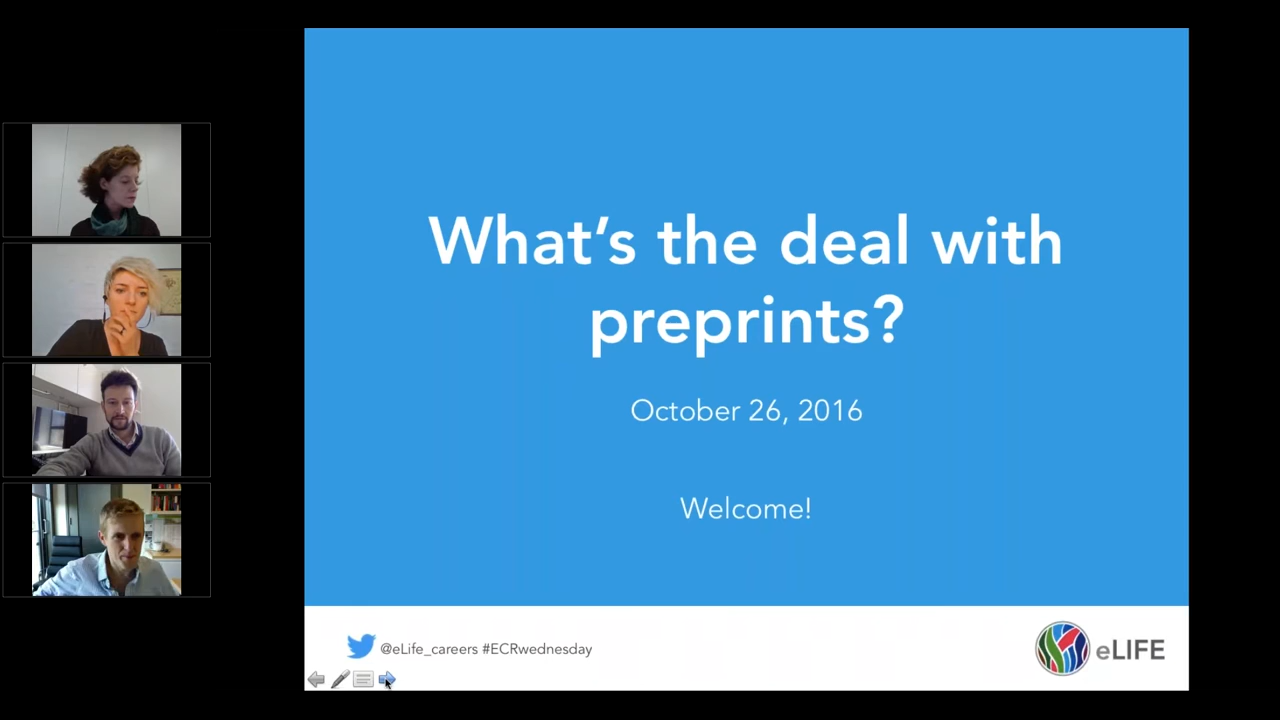 What’s the deal with
preprints?
October 26, 2016
Welcome!
@eLife_careers #ECRwednesday
eLIFE